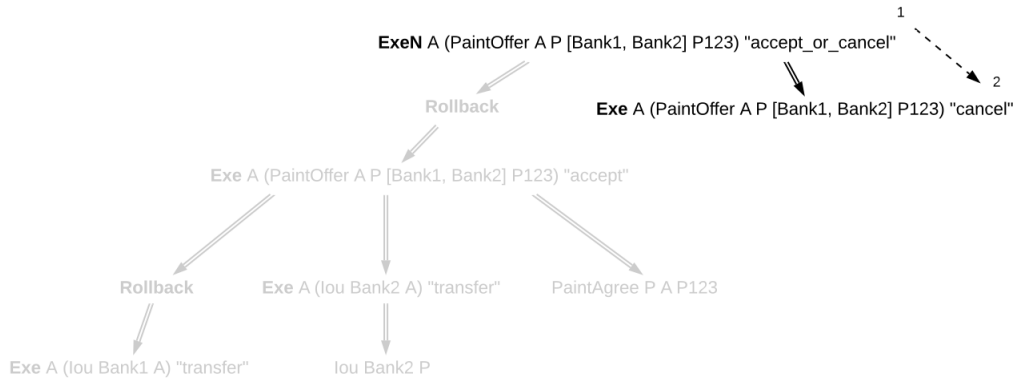 1
ExeN A (PaintOffer A P [Bank1, Bank2] P123) "accept_or_cancel"
2
Rollback
Exe A (PaintOffer A P [Bank1, Bank2] P123) "cancel"
Exe A (PaintOffer A P [Bank1, Bank2] P123) "accept"
Rollback
Exe A (Iou Bank2 A) "transfer"
PaintAgree P A P123
Exe A (Iou Bank1 A) "transfer"
Iou Bank2 P